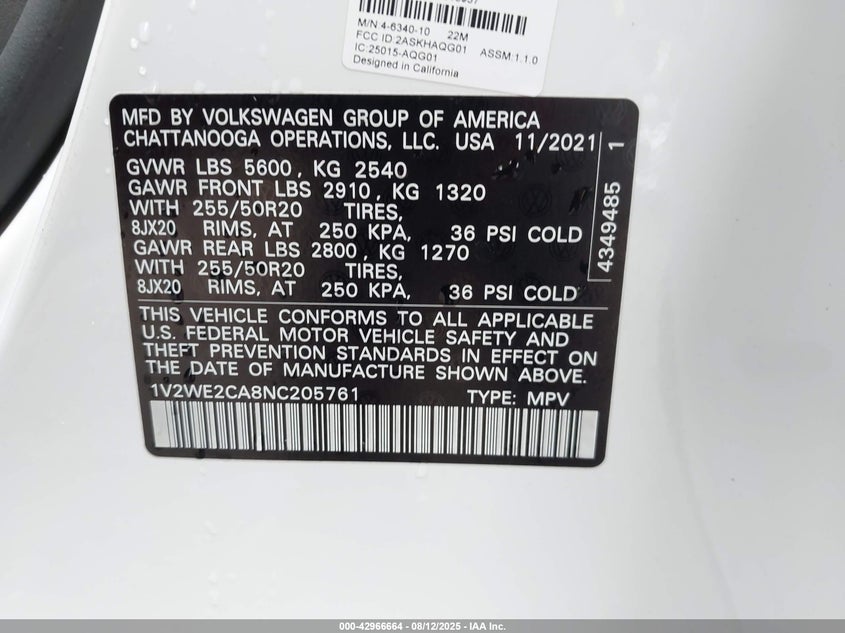 M/N 4-6340-10 22M
FCC ID:2ASKHAQG01 ASSM:1.1.0
IC:25015-AQG01
Designed in California
MFD BY VOLKSWAGEN GROUP OF AMERICA
CHATTANOOGA OPERATIONS, LLC. USA 11/2021
GVWR LBS 5600, KG 2540
GAWR FRONT LBS 2910, KG 1320
WITH 255/50R20 TIRES,
8JX20 RIMS, AT 250 KPA, 36 PSI COLD
GAWR REAR LBS 2800, KG 1270
WITH 255/50R20 TIRES,
8JX20 RIMS, AT 250 KPA, 36 PSI COLD
4349485 1
THIS VEHICLE CONFORMS TO ALL APPLICABLE
U.S. FEDERAL MOTOR VEHICLE SAFETY AND
THEFT PREVENTION STANDARDS IN EFFECT ON
THE DATE OF MANUFACTURE SHOWN ABOVE.
1V2WE2CA8NC205761 TYPE: MPV
000-42966664 - 08/12/2025 - IAA Inc.